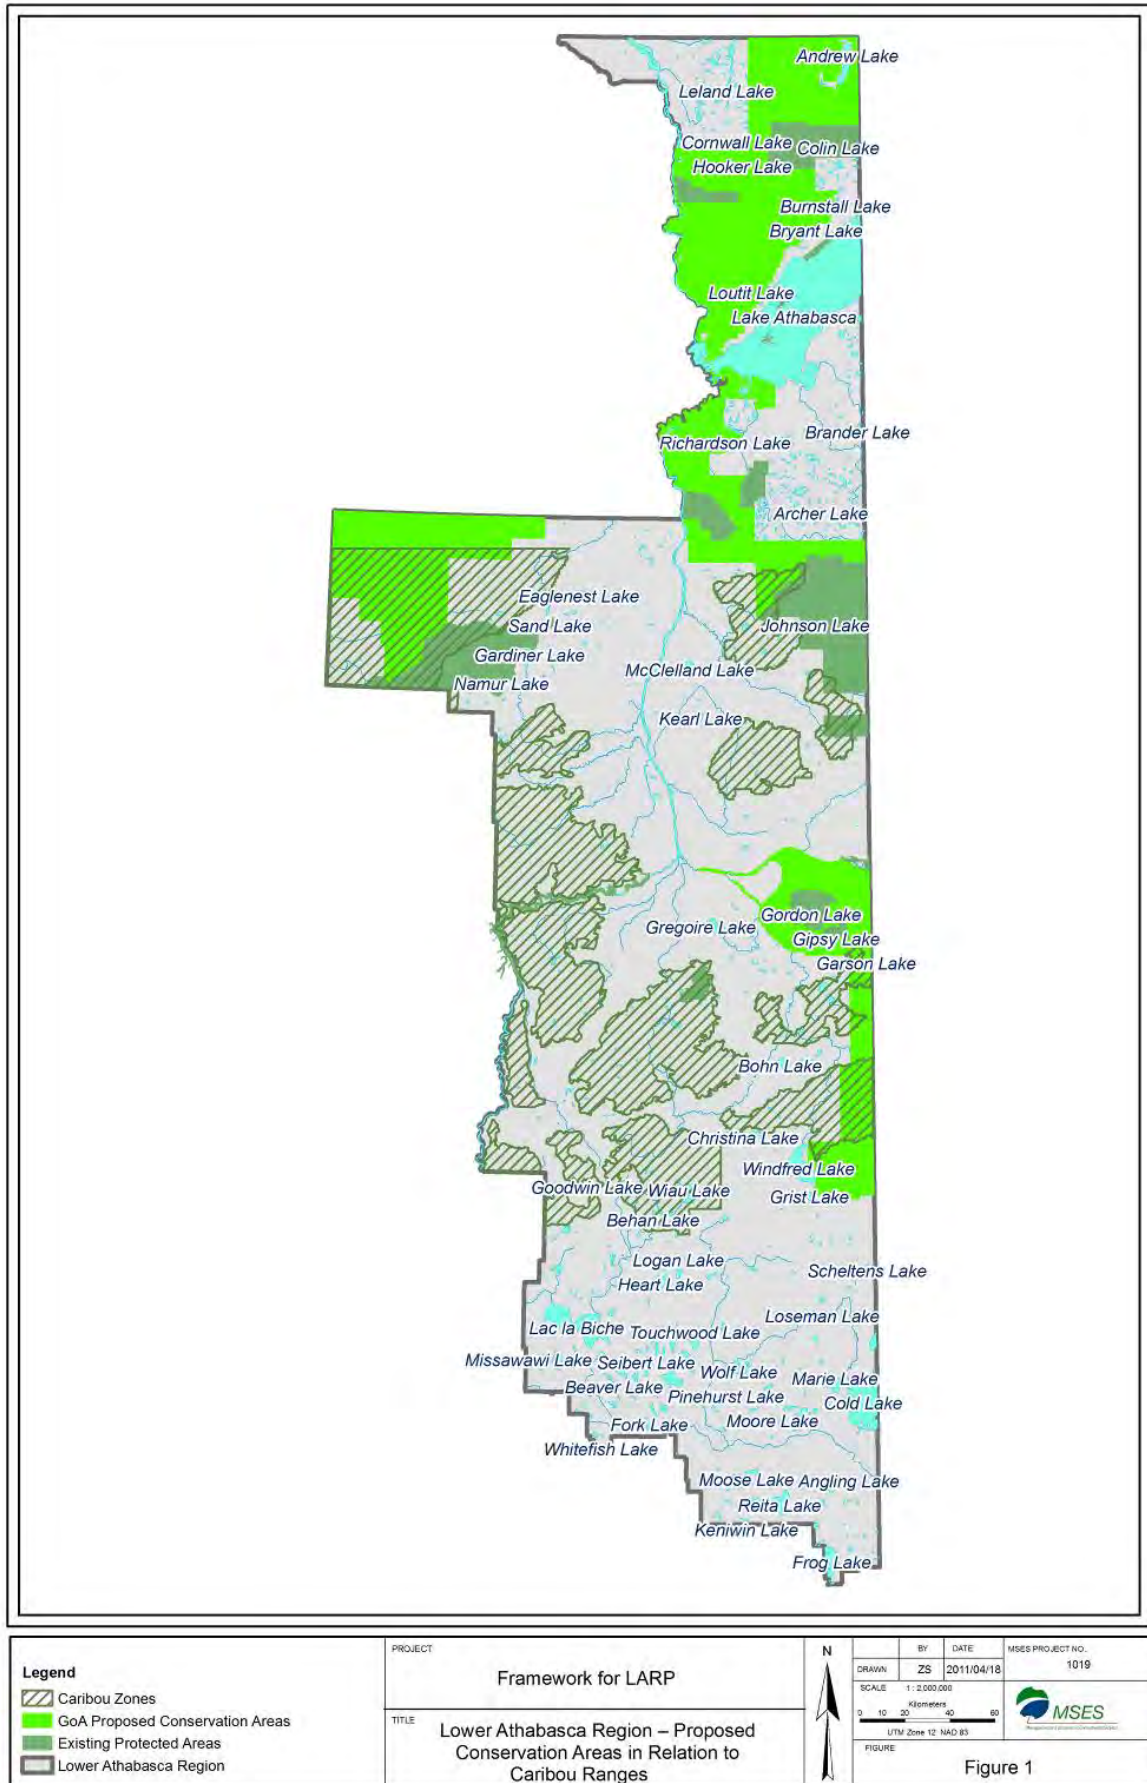 Andrew Lake
Leland Lake
Cornwall Lake
Colin Lake
Hooker Lake
Burnstall Lake
Bryant Lake
Loutit Lake
Lake Athabasca
Brander Lake
Richardson Lake
Archer Lake
Eaglenest Lake
Sand Lake
Johnson Lake
Gardiner Lake
McClelland Lake
Namur Lake
Kearl Lake
Gordon Lake
Gregoire Lake
Gipsy Lake
Garson Lake
Bohn Lake
Christina Lake
Windfred Lake
Goodwin Lake
Wiau Lake
Grist Lake
Behan Lake
Logan Lake
Scheltens Lake
Heart Lake
Loseman Lake
Lac la Biche
Touchwood Lake
Missawawi Lake
Seibert Lake
Wolf Lake
Marie Lake
Beaver Lake
Pinehurst Lake
Cold Lake
Fork Lake
Moore Lake
Whitefish Lake
Moose Lake
Angling Lake
Reita Lake
Keniwin Lake
Frog Lake
Legend
Caribou Zones
GoA Proposed Conservation Areas
Existing Protected Areas
Lower Athabasca Region
PROJECT
Framework for LARP
TITLE
Lower Athabasca Region – Proposed
Conservation Areas in Relation to
Caribou Ranges
N
BY
DATE
DRAWN
ZS
2011/04/18
SCALE
1 : 2,000,000
Kilometers
0 10 20 40 60
UTM Zone 12 NAD 83
FIGURE
Figure 1
MSES PROJECT NO.
1019
MSES